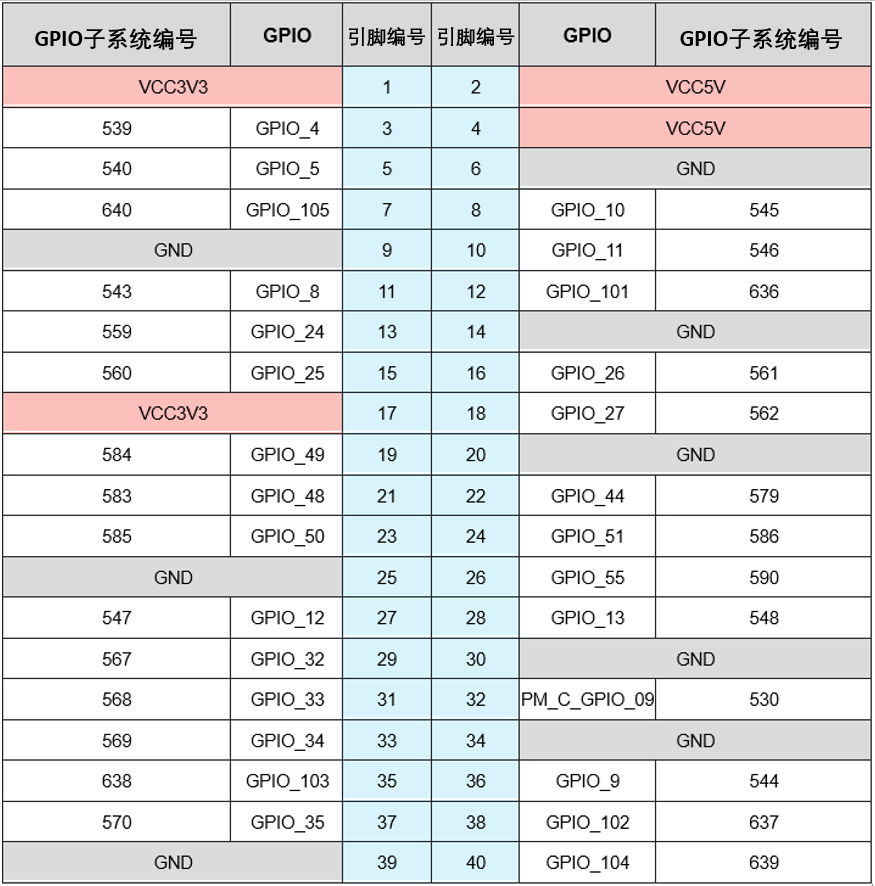 GPIO子系统编号 GPIO 引脚编号 引脚编号 GPIO GPIO子系统编号
VCC3V3 1 2 VCC5V
539 GPIO_4 3 4 VCC5V
540 GPIO_5 5 6 GND
640 GPIO_105 7 8 GPIO_10 545
GND 9 10 GPIO_11 546
543 GPIO_8 11 12 GPIO_101 636
559 GPIO_24 13 14 GND
560 GPIO_25 15 16 GPIO_26 561
VCC3V3 17 18 GPIO_27 562
584 GPIO_49 19 20 GND
583 GPIO_48 21 22 GPIO_44 579
585 GPIO_50 23 24 GPIO_51 586
GND 25 26 GPIO_55 590
547 GPIO_12 27 28 GPIO_13 548
567 GPIO_32 29 30 GND
568 GPIO_33 31 32 PM_C_GPIO_09 530
569 GPIO_34 33 34 GND
638 GPIO_103 35 36 GPIO_9 544
570 GPIO_35 37 38 GPIO_102 637
GND 39 40 GPIO_104 639